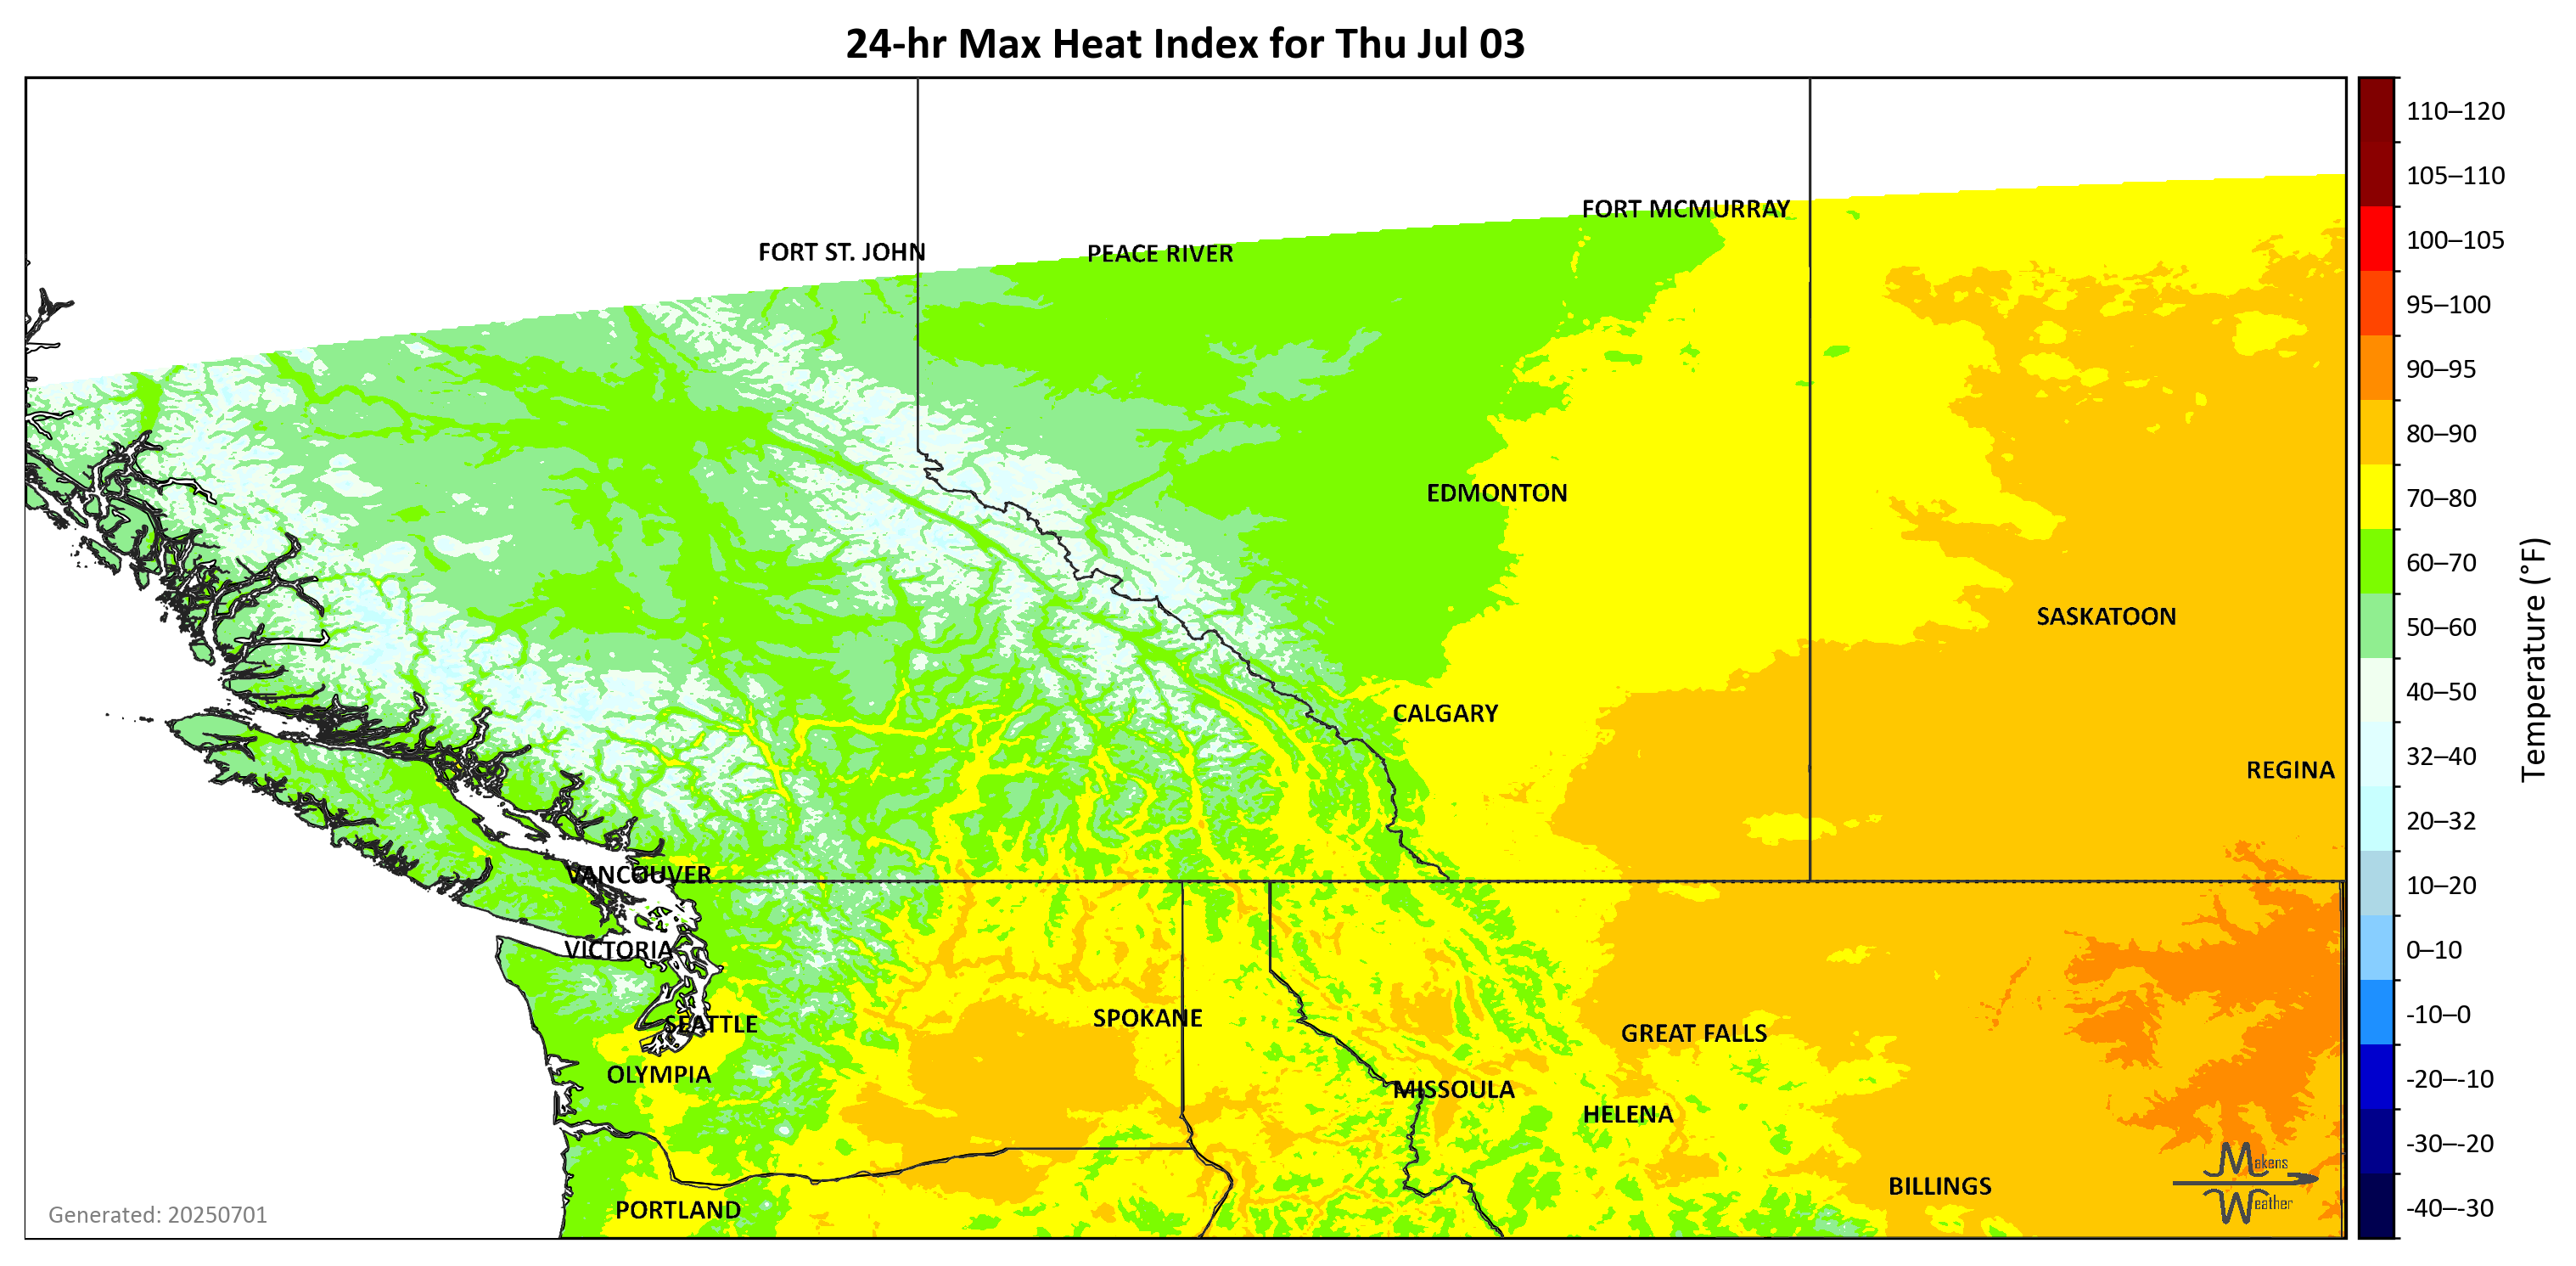 24-hr Max Heat Index for Thu Jul 03
FORT MCMURRAY
FORT ST. JOHN
PEACE RIVER
EDMONTON
SASKATOON
CALGARY
REGINA
VANCOUVER
VICTORIA
SEATTLE
SPOKANE
GREAT FALLS
OLYMPIA
MISSOULA
HELENA
BILLINGS
PORTLAND
Makens
Weather
Generated: 20250701
110–120
105–110
100–105
95–100
90–95
80–90
70–80
60–70
50–60
40–50
32–40
20–32
10–20
0–10
-10–0
-20–-10
-30–-20
-40–-30
Temperature (°F)